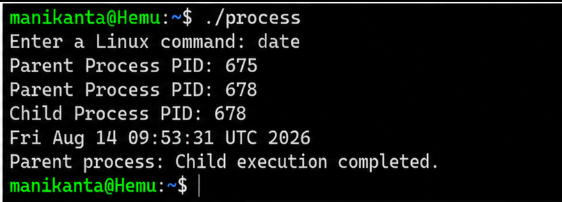 manikanta@Hemu:~$ ./process
Enter a Linux command: date
Parent Process PID: 675
Parent Process PID: 678
Child Process PID: 678
Fri Aug 14 09:53:31 UTC 2026
Parent process: Child execution completed.
manikanta@Hemu:~$